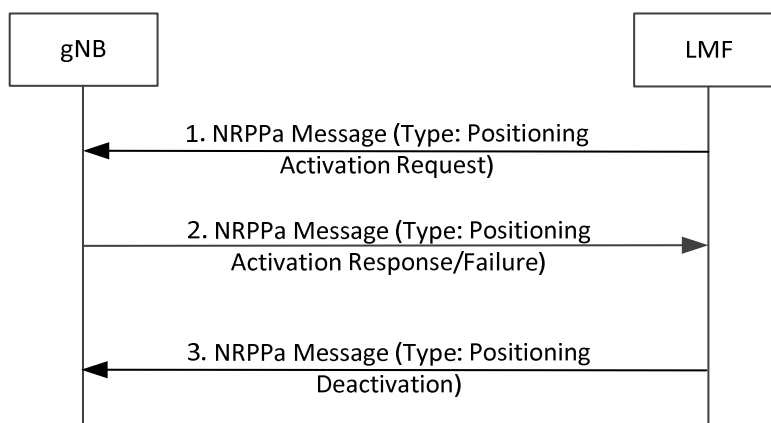 gNB
LMF
1. NRPPa Message (Type: Positioning
Activation Request)
2. NRPPa Message (Type: Positioning
Activation Response/Failure)
3. NRPPa Message (Type: Positioning
Deactivation)